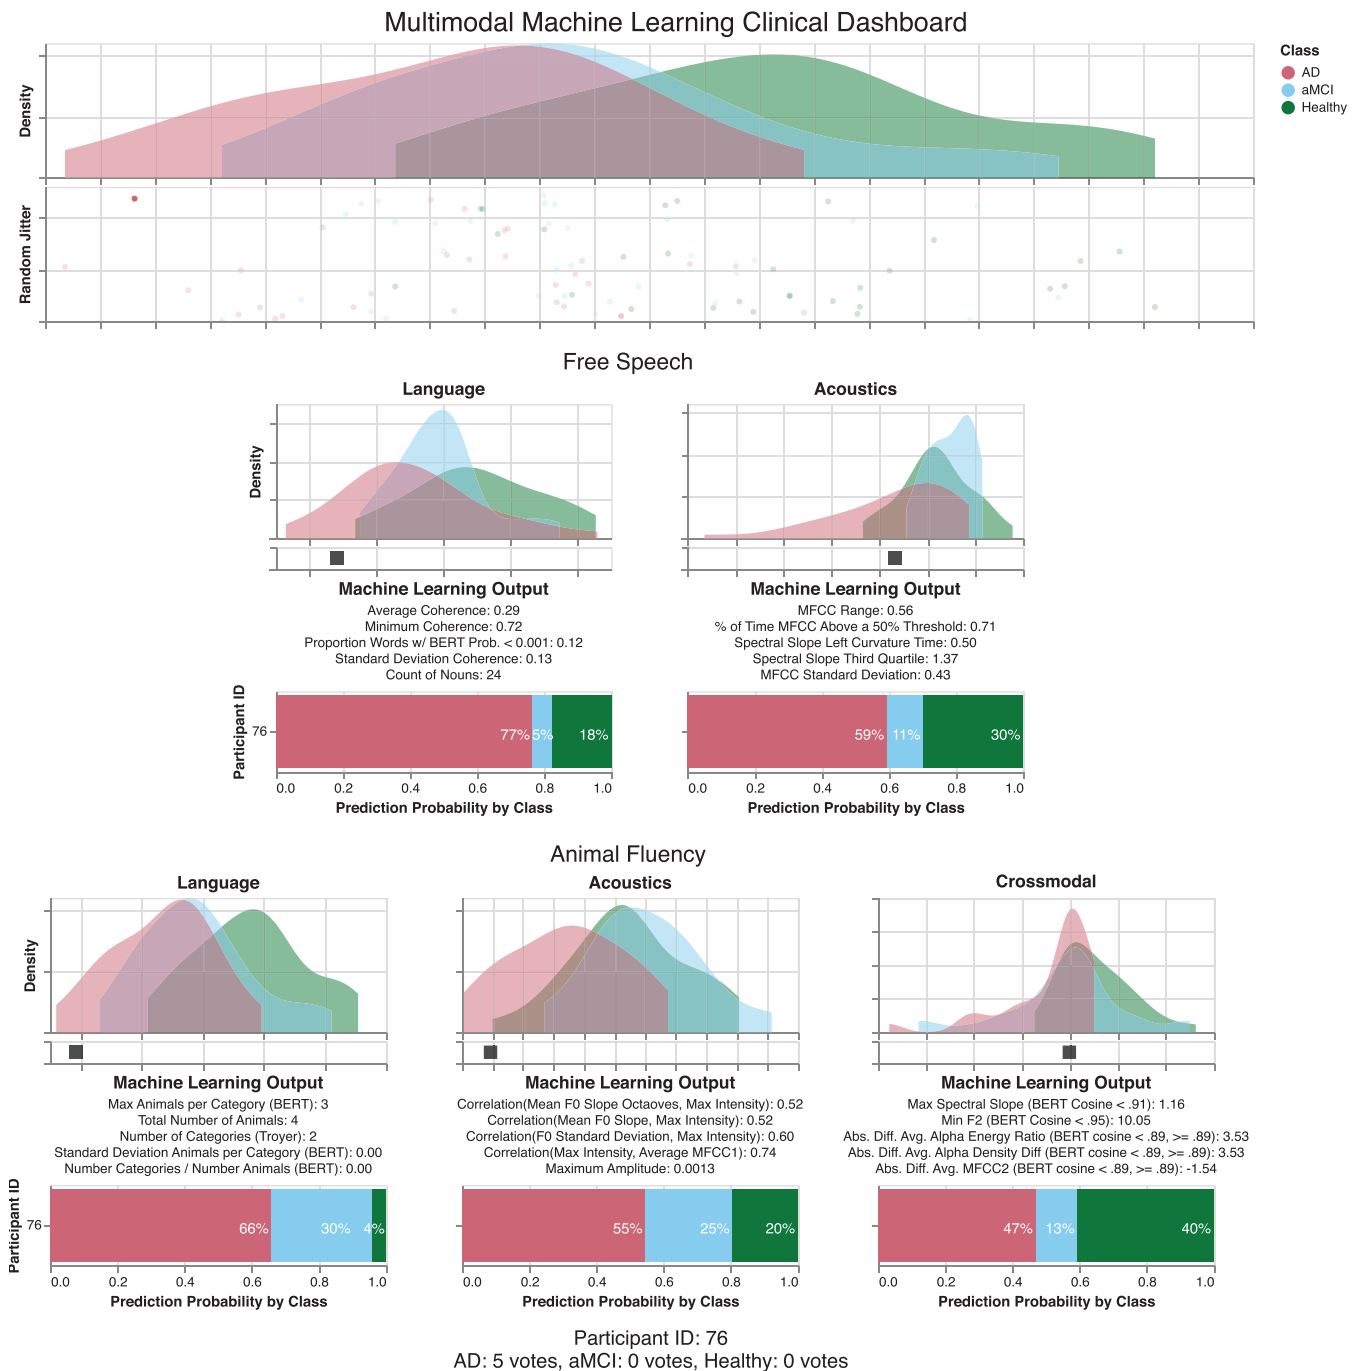 Multimodal Machine Learning Clinical Dashboard
Density
Class
AD
aMCI
Healthy
Random Jitter
Free Speech
Language
Acoustics
Density
Machine Learning Output
Average Coherence: 0.29
Minimum Coherence: 0.72
Proportion Words w/ BERT Prob. < 0.001: 0.12
Standard Deviation Coherence: 0.13
Count of Nouns: 24
Machine Learning Output
MFCC Range: 0.56
% of Time MFCC Above a 50% Threshold: 0.71
Spectral Slope Left Curvature Time: 0.50
Spectral Slope Third Quartile: 1.37
MFCC Standard Deviation: 0.43
Participant ID
76
77% 5% 18%
0.0 0.2 0.4 0.6 0.8 1.0
Prediction Probability by Class
59% 11% 30%
0.0 0.2 0.4 0.6 0.8 1.0
Prediction Probability by Class
Animal Fluency
Language
Acoustics
Crossmodal
Density
Machine Learning Output
Max Animals per Category (BERT): 3
Total Number of Animals: 4
Number of Categories (Troyer): 2
Standard Deviation Animals per Category (BERT): 0.00
Number Categories / Number Animals (BERT): 0.00
Machine Learning Output
Correlation(Mean F0 Slope Octaoves, Max Intensity): 0.52
Correlation(Mean F0 Slope, Max Intensity): 0.52
Correlation(F0 Standard Deviation, Max Intensity): 0.60
Correlation(Max Intensity, Average MFCC1): 0.74
Maximum Amplitude: 0.0013
Machine Learning Output
Max Spectral Slope (BERT Cosine < .91): 1.16
Min F2 (BERT Cosine < .95): 10.05
Abs. Diff. Avg. Alpha Energy Ratio (BERT cosine < .89, >= .89): 3.53
Abs. Diff. Avg. Alpha Density Diff (BERT cosine < .89, >= .89): 3.53
Abs. Diff. Avg. MFCC2 (BERT cosine < .89, >= .89): -1.54
Participant ID
76
66% 30% 4%
0.0 0.2 0.4 0.6 0.8 1.0
Prediction Probability by Class
55% 25% 20%
0.0 0.2 0.4 0.6 0.8 1.0
Prediction Probability by Class
47% 13% 40%
0.0 0.2 0.4 0.6 0.8 1.0
Prediction Probability by Class
Participant ID: 76
AD: 5 votes, aMCI: 0 votes, Healthy: 0 votes